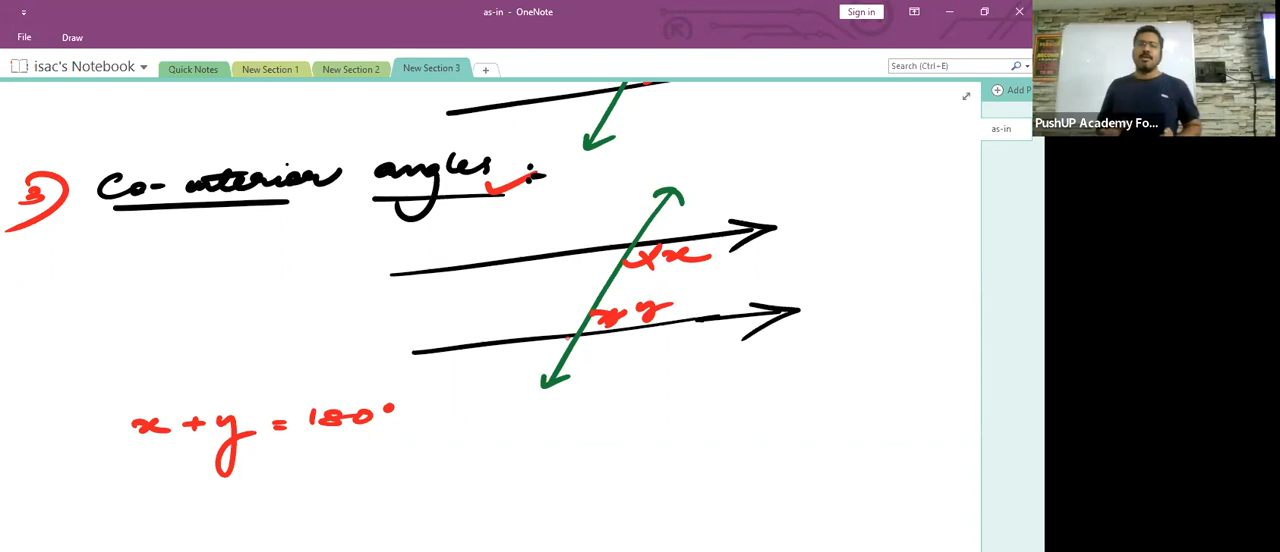 as-in - OneNote
Sign in
File
Draw
isac's Notebook
Quick Notes
New Section 1
New Section 2
New Section 3
Search (Ctrl+E)
Add P
as-in
PushUP Academy Fo...
3) Co-interior angles :-
x
y
x + y = 180°